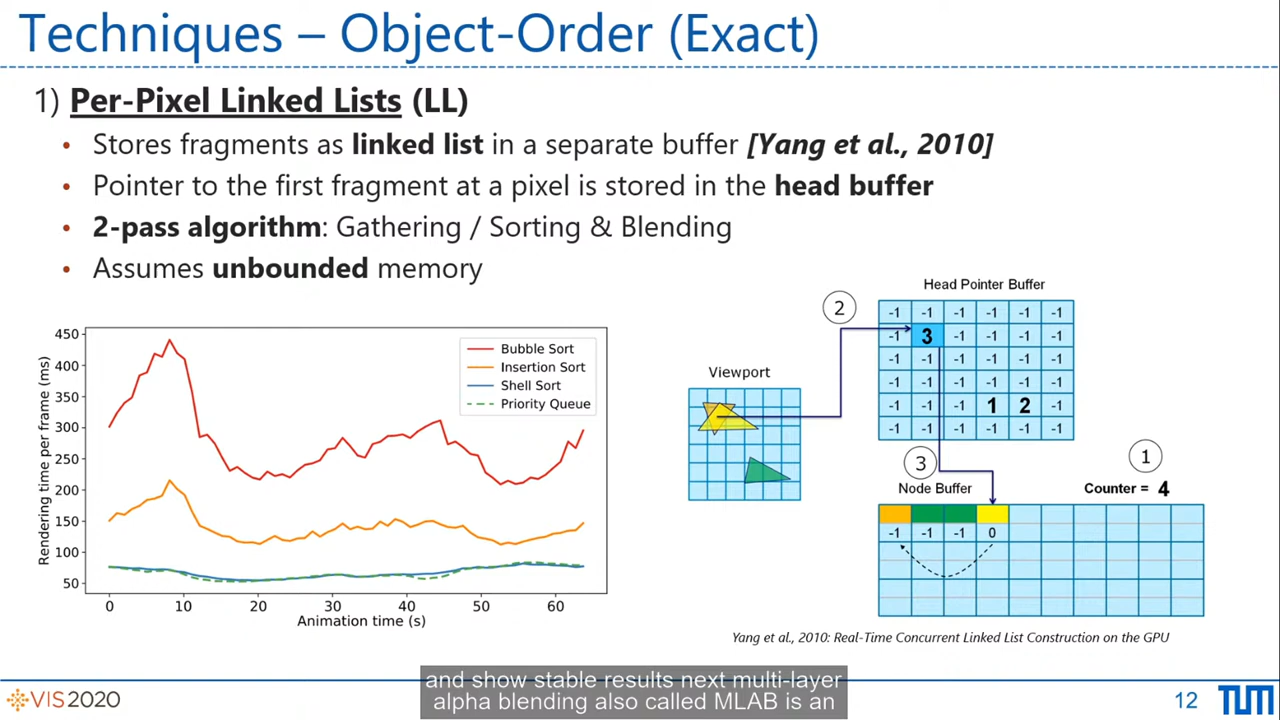 Techniques – Object-Order (Exact)
1) Per-Pixel Linked Lists (LL)
• Stores fragments as linked list in a separate buffer [Yang et al., 2010]
• Pointer to the first fragment at a pixel is stored in the head buffer
• 2-pass algorithm: Gathering / Sorting & Blending
• Assumes unbounded memory
Rendering time per frame (ms)
450
400
350
300
250
200
150
100
50
Bubble Sort
Insertion Sort
Shell Sort
Priority Queue
0 10 20 30 40 50 60
Animation time (s)
Viewport
2
Head Pointer Buffer
-1 -1 -1 -1 -1 -1
-1 3 -1 -1 -1 -1
-1 -1 -1 -1 -1 -1
-1 -1 -1 -1 -1 -1
-1 -1 -1 1 2 -1
-1 -1 -1 -1 -1 -1
3
1
Node Buffer
Counter = 4
-1 -1 -1 0
Yang et al., 2010: Real-Time Concurrent Linked List Construction on the GPU
and show stable results next multi-layer
alpha blending also called MLAB is an
VIS2020
12
TUM